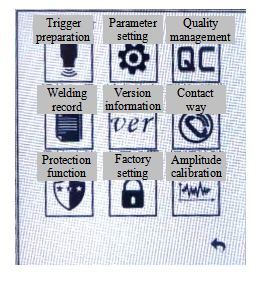 Trigger
preparation
Parameter
setting
Quality
management
QC
Welding
record
Version
information
ver
Contact
way
Protection
function
Factory
setting
Amplitude
calibration